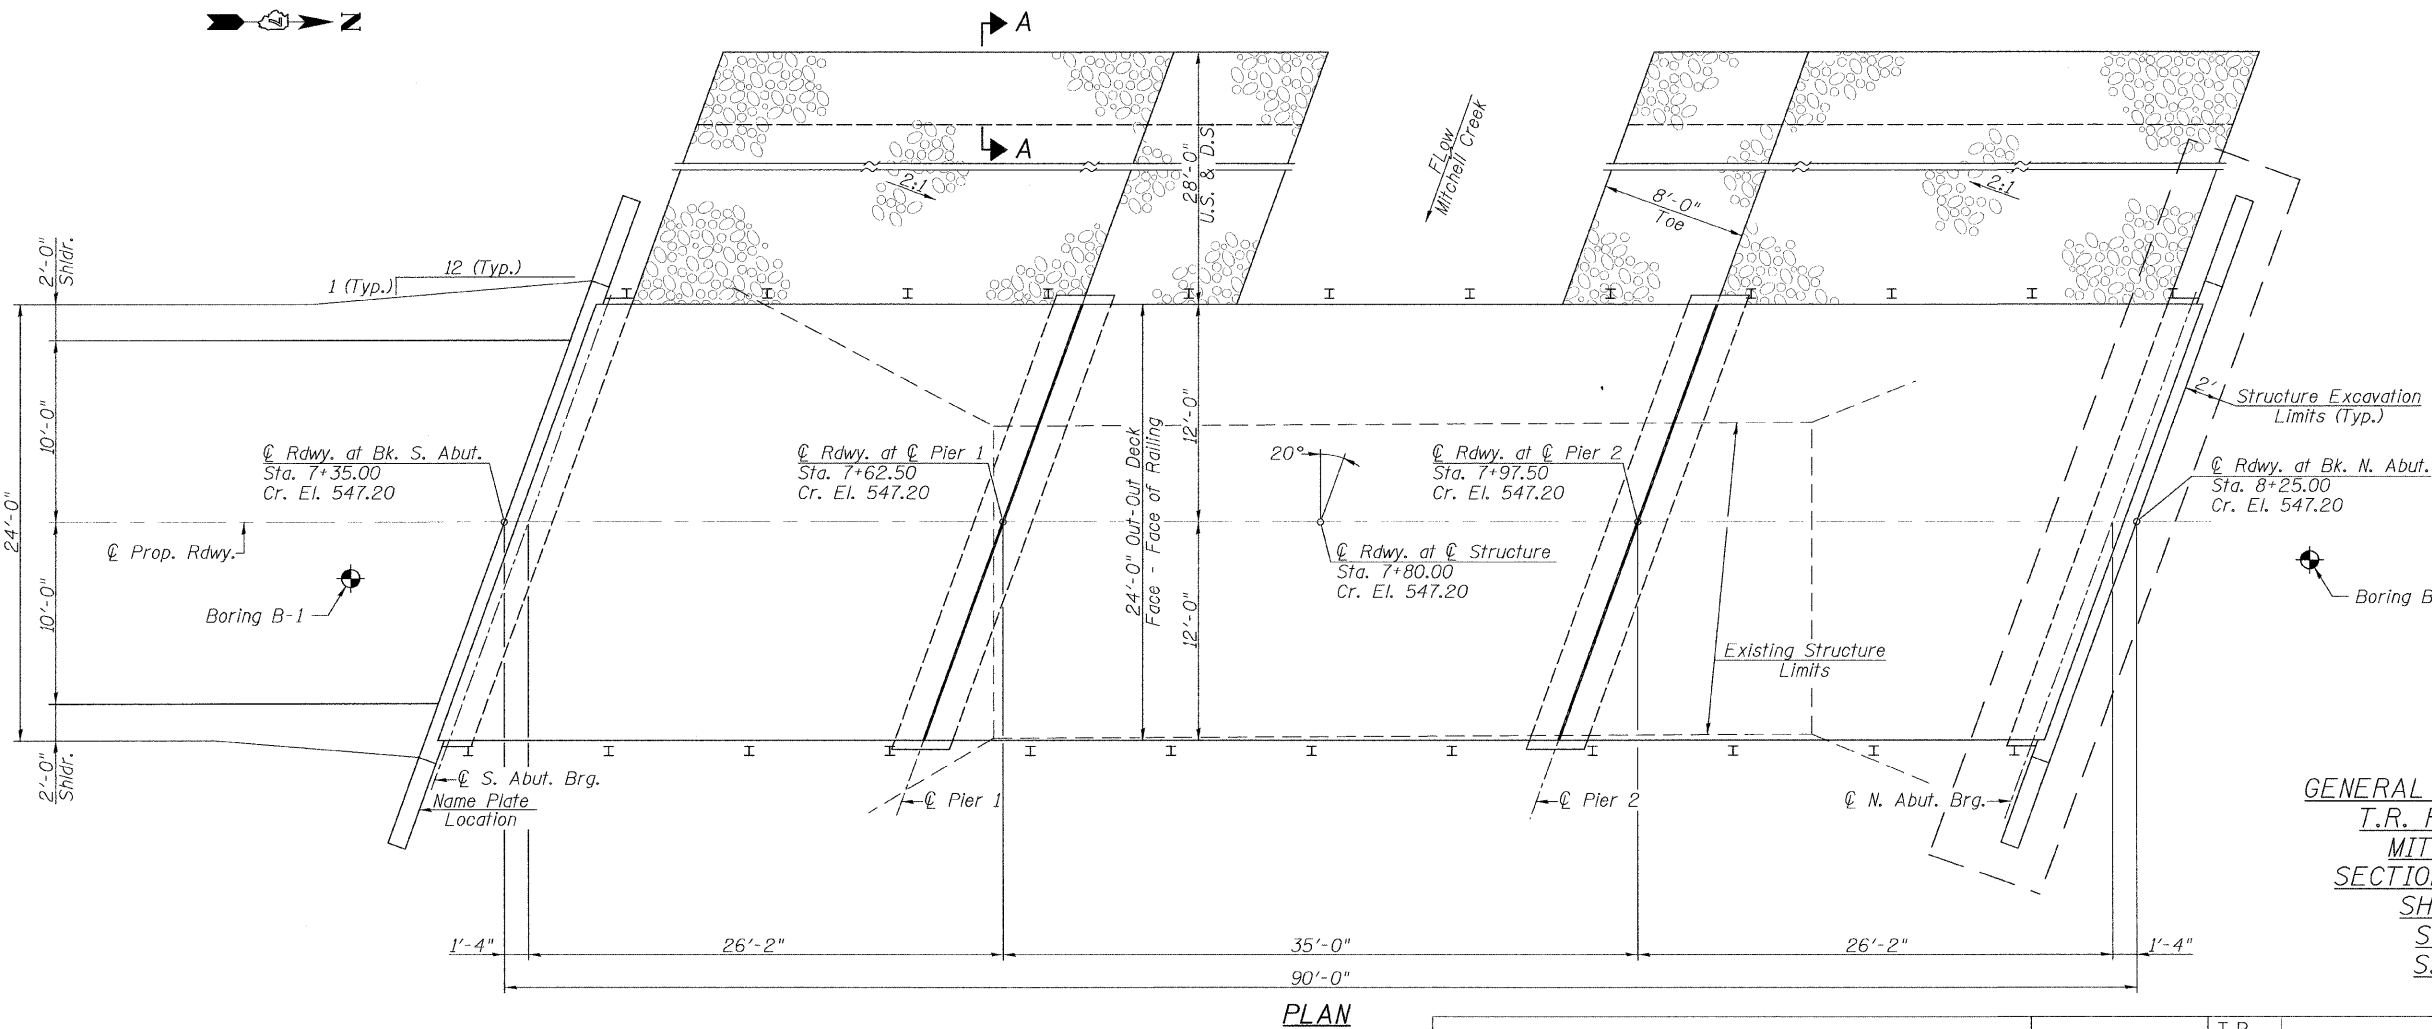 N
A
A
28'-0"
U.S. & D.S.
FLow
Mitchell Creek
2:1
2:1
8'-0"
Toe
2'-0"
Shldr.
12 (Typ.)
1 (Typ.)
24'-0"
10'-0"
10'-0"
2'-0"
Shldr.
℄ Rdwy. at Bk. S. Abut.
Sta. 7+35.00
Cr. El. 547.20
℄ Rdwy. at ℄ Pier 1
Sta. 7+62.50
Cr. El. 547.20
24'-0" Out-Out Deck
Face - Face of Railing
12'-0"
12'-0"
20°
℄ Rdwy. at ℄ Pier 2
Sta. 7+97.50
Cr. El. 547.20
2'
Structure Excavation
Limits (Typ.)
℄ Rdwy. at Bk. N. Abut.
Sta. 8+25.00
Cr. El. 547.20
℄ Prop. Rdwy.
℄ Rdwy. at ℄ Structure
Sta. 7+80.00
Cr. El. 547.20
Boring B-1
Boring B
Existing Structure
Limits
℄ S. Abut. Brg.
Name Plate
Location
℄ Pier 1
℄ Pier 2
℄ N. Abut. Brg.
GENERAL
T.R.
MIT
SECTION
SH
S
S
1'-4"
26'-2"
35'-0"
26'-2"
1'-4"
90'-0"
PLAN
T.R.